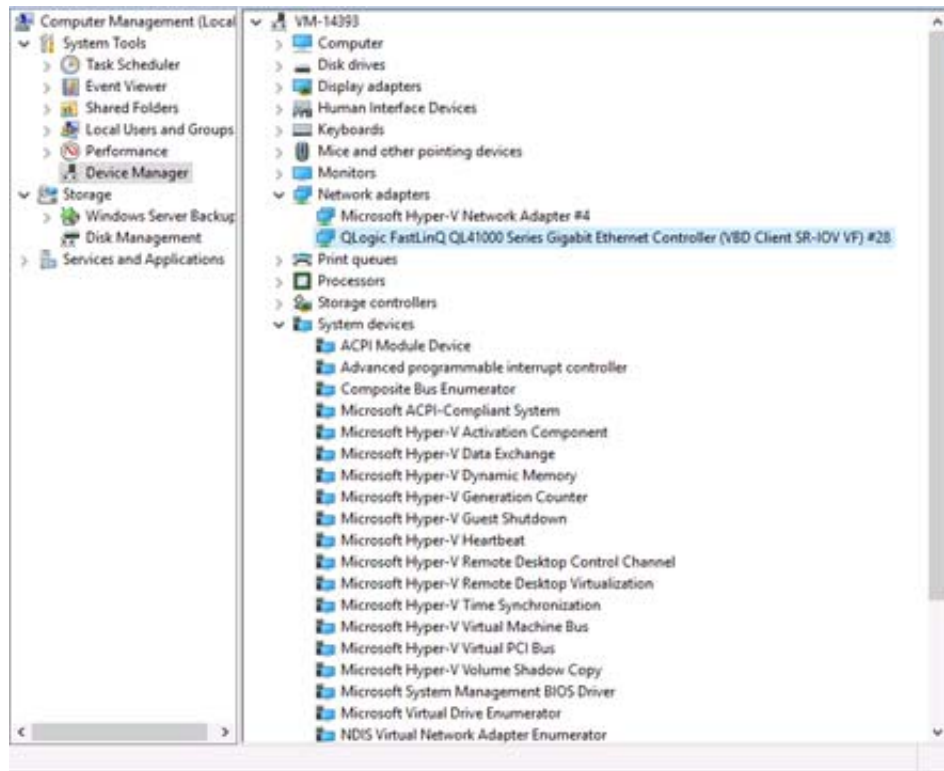 Computer Management (Local
System Tools
Task Scheduler
Event Viewer
Shared Folders
Local Users and Groups
Performance
Device Manager
Storage
Windows Server Backup
Disk Management
Services and Applications
VM-14393
Computer
Disk drives
Display adapters
Human Interface Devices
Keyboards
Mice and other pointing devices
Monitors
Network adapters
Microsoft Hyper-V Network Adapter #4
QLogic FastLinQ QL41000 Series Gigabit Ethernet Controller (VBD Client SR-IOV VF) #28
Print queues
Processors
Storage controllers
System devices
ACPI Module Device
Advanced programmable interrupt controller
Composite Bus Enumerator
Microsoft ACPI-Compliant System
Microsoft Hyper-V Activation Component
Microsoft Hyper-V Data Exchange
Microsoft Hyper-V Dynamic Memory
Microsoft Hyper-V Generation Counter
Microsoft Hyper-V Guest Shutdown
Microsoft Hyper-V Heartbeat
Microsoft Hyper-V Remote Desktop Control Channel
Microsoft Hyper-V Remote Desktop Virtualization
Microsoft Hyper-V Time Synchronization
Microsoft Hyper-V Virtual Machine Bus
Microsoft Hyper-V Virtual PCI Bus
Microsoft Hyper-V Volume Shadow Copy
Microsoft System Management BIOS Driver
Microsoft Virtual Drive Enumerator
NDIS Virtual Network Adapter Enumerator